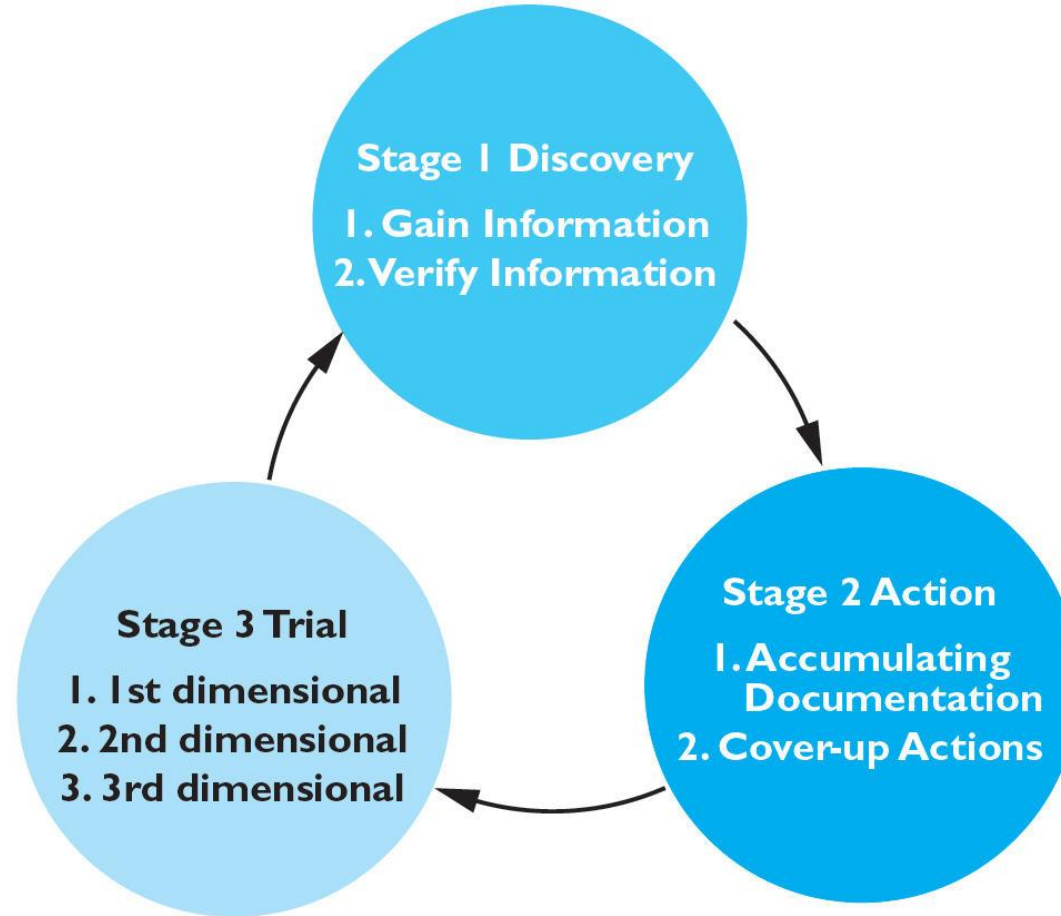 Stage 1 Discovery
1. Gain Information
2. Verify Information
Stage 2 Action
1. Accumulating
Documentation
2. Cover-up Actions
Stage 3 Trial
1. 1st dimensional
2. 2nd dimensional
3. 3rd dimensional